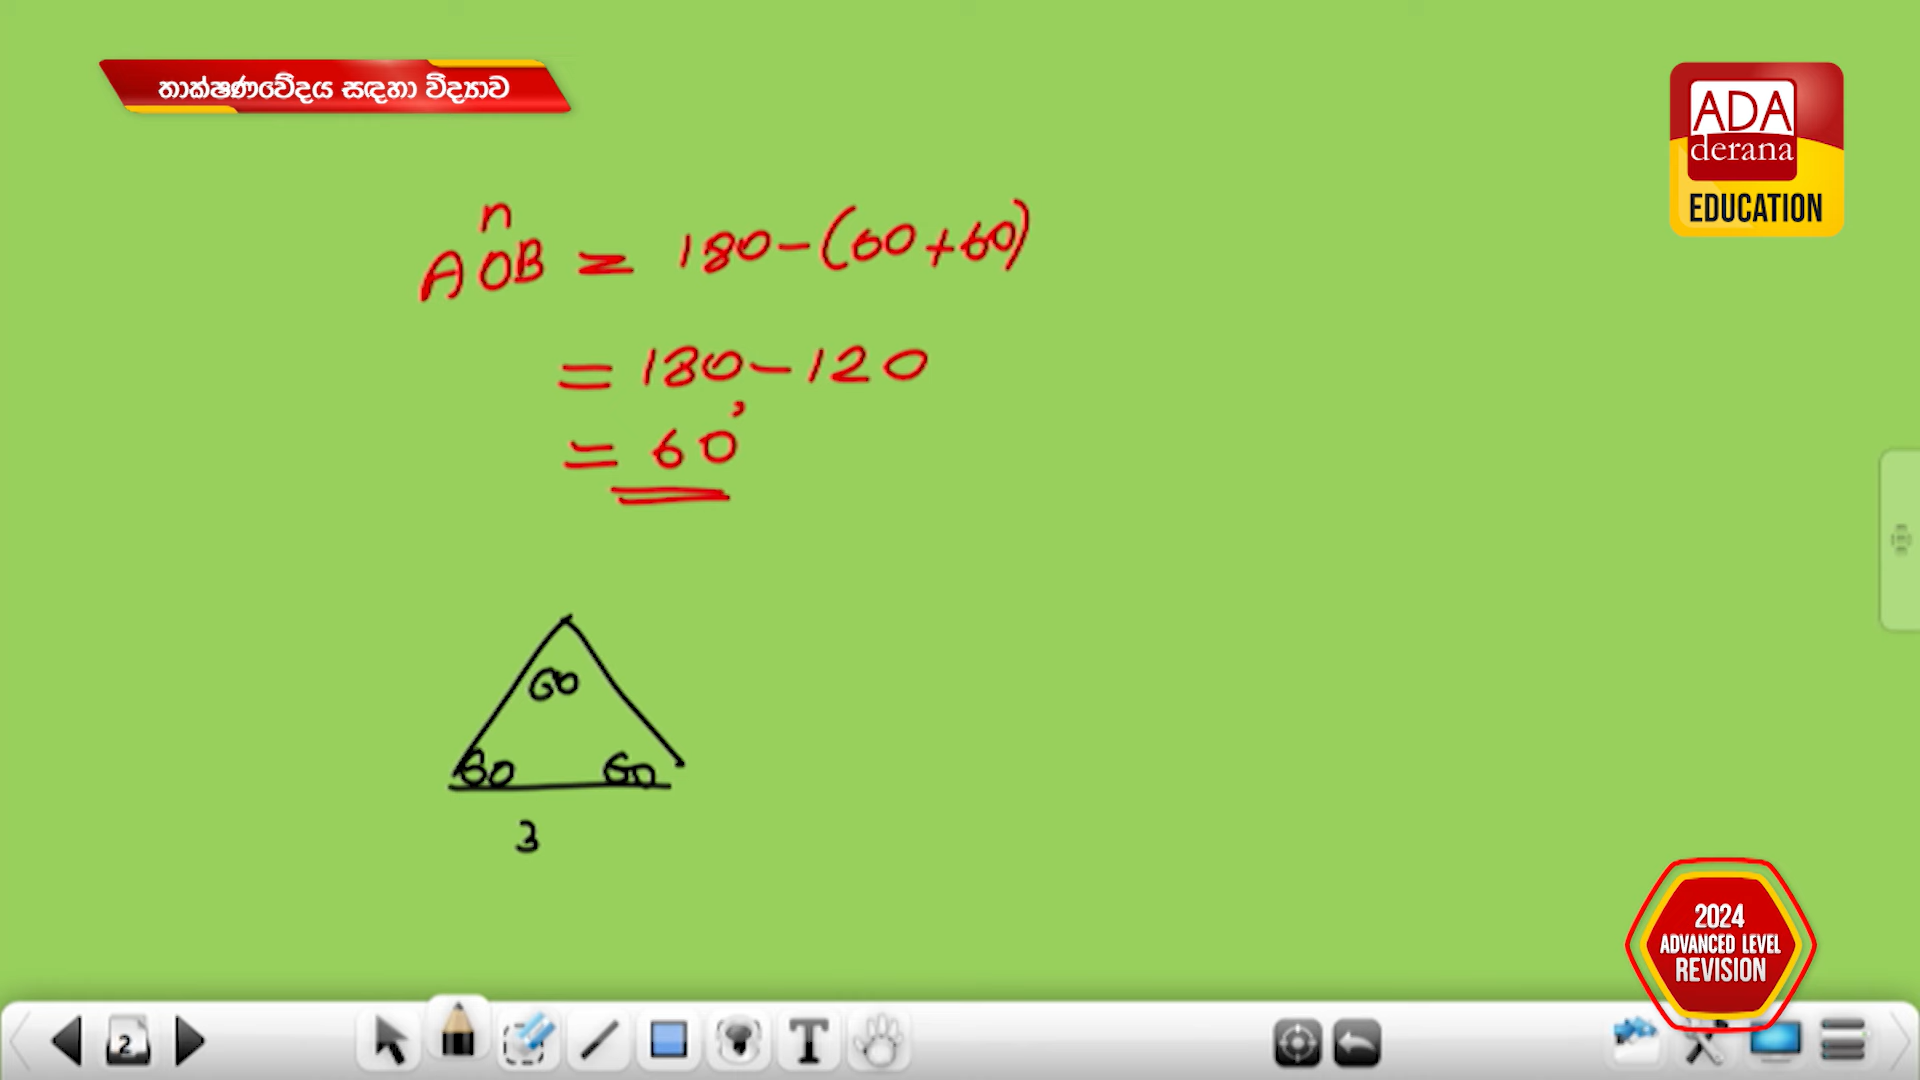 තාක්ෂණවේදය සඳහා විද්‍යාව
ADA
derana
EDUCATION
n
AOB = 180-(60+60)
= 180-120
= 60°
60
60 60
3
2024
ADVANCED LEVEL
REVISION
2
T